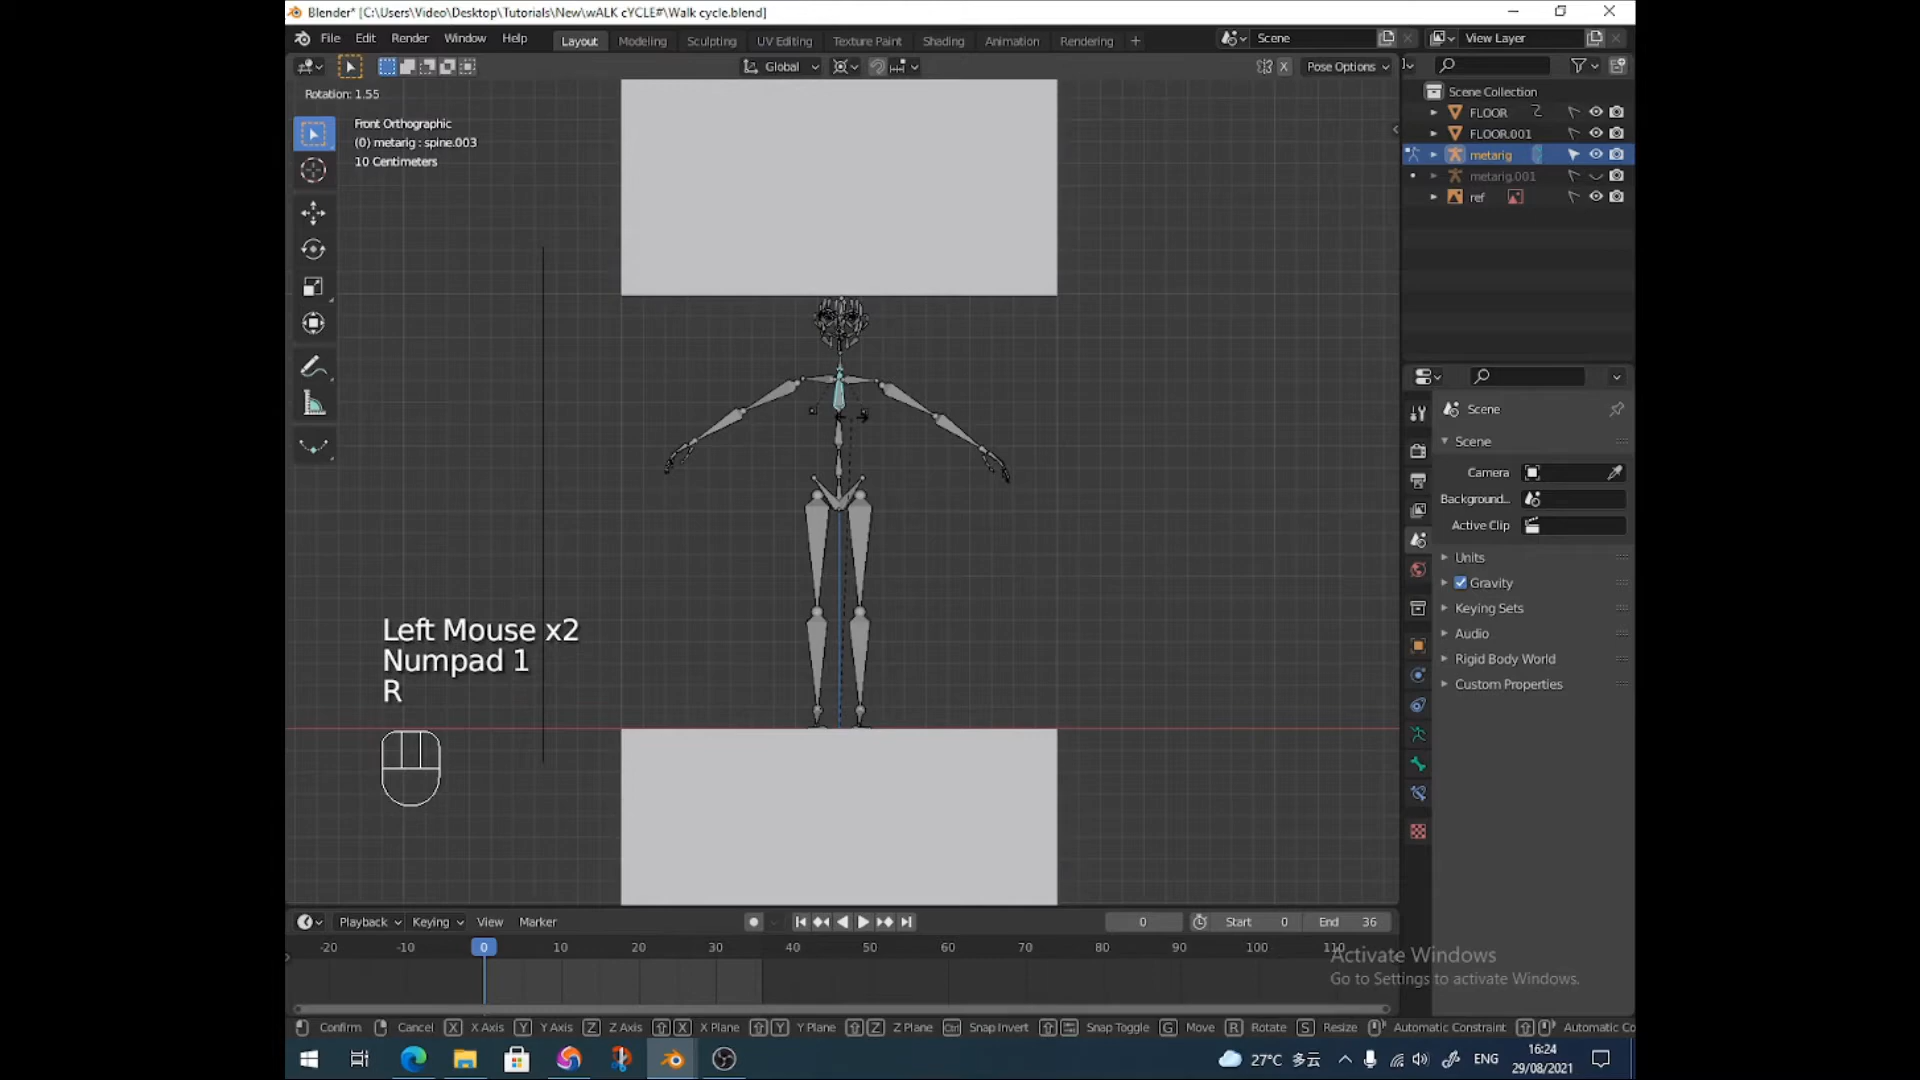 Blender* [C:\Users\Video\Desktop\Tutorials\New\wALK cYCLE#\Walk cycle.blend]
File Edit Render Window Help Layout Modeling Sculpting UV Editing Texture Paint Shading Animation Rendering + Scene View Layer
Global X Pose Options
Rotation: 1.55
Front Orthographic
(0) metarig : spine.003
10 Centimeters
Scene Collection
FLOOR
FLOOR.001
metarig
metarig.001
ref
Scene
Scene
Camera
Background...
Active Clip
Units
Gravity
Keying Sets
Audio
Rigid Body World
Custom Properties
Left Mouse x2
Numpad 1
R
Playback Keying View Marker 0 Start 0 End 36
-20 -10 0 10 20 30 40 50 60 70 80 90 100 110
Activate Windows
Go to Settings to activate Windows.
Confirm Cancel X X Axis Y Y Axis Z Z Axis X X Plane Y Y Plane Z Z Plane Ctrl Snap Invert Snap Toggle G Move R Rotate S Resize Automatic Constraint Automatic Co
27°C 多云 ENG 16:24
29/08/2021